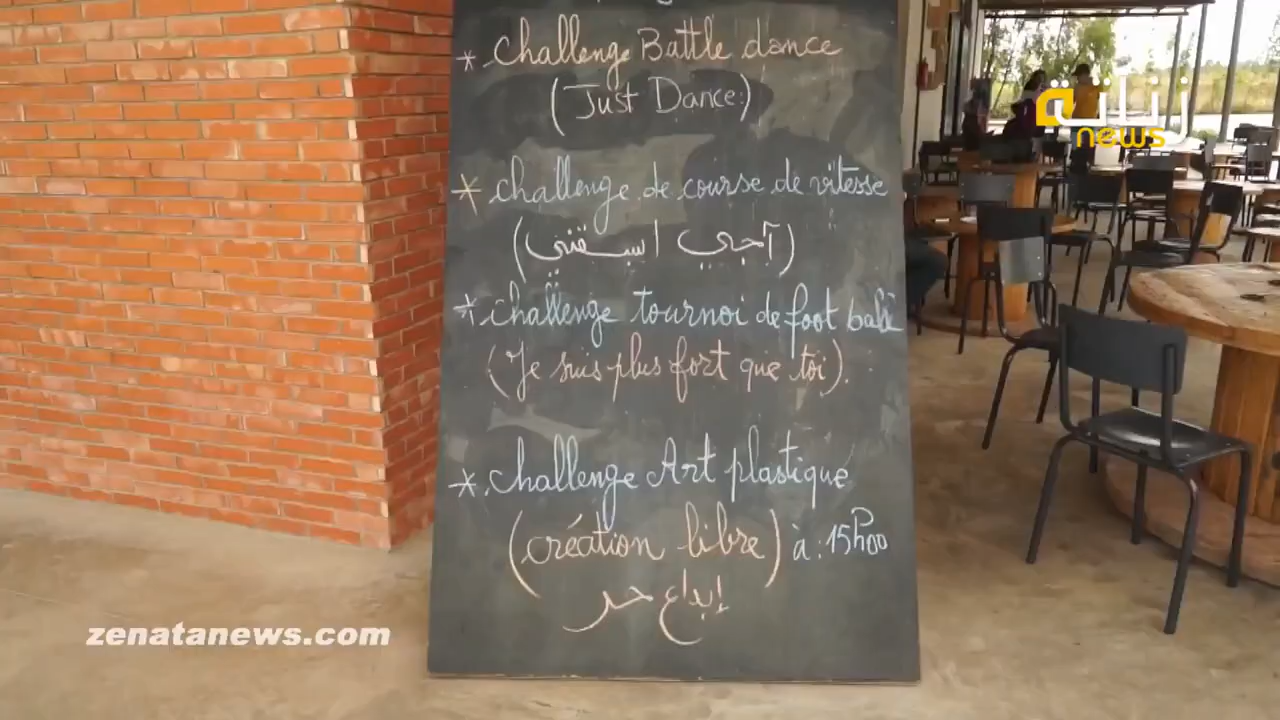 * challenge Battle dance
(Just Dance:)
* challenge de course de vitesse
(آجي اسبقني)
* challenge tournoi de foot ball
(Je suis plus fort que toi).
* challenge Art plastique
(création libre) à : 15h00
إبداع حر
زناتة
news
zenatanews.com